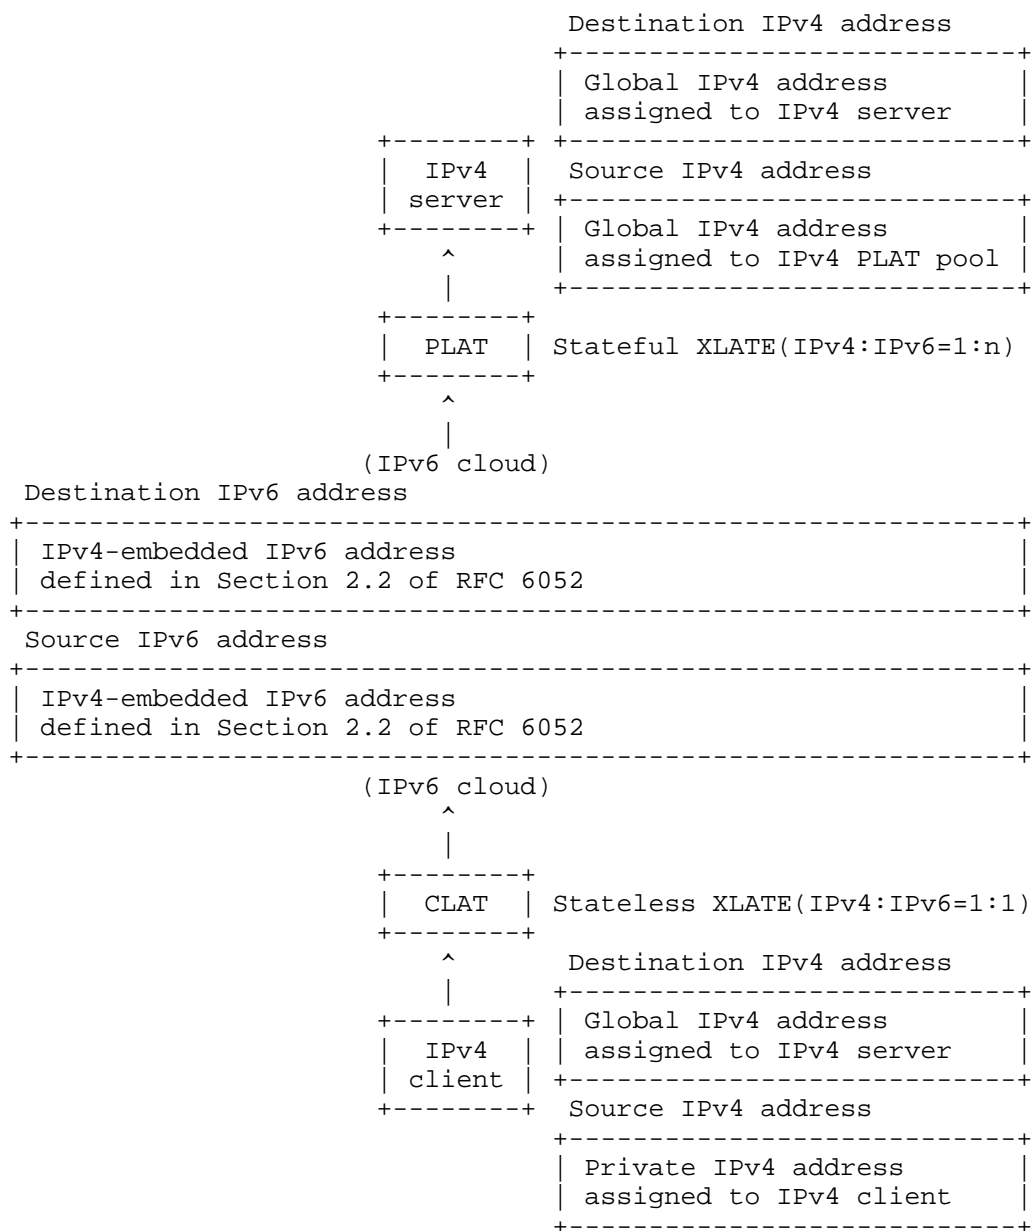 Destination IPv4 address
+----------------------------+
| Global IPv4 address |
| assigned to IPv4 server |
+--------+ +----------------------------+
| IPv4 | Source IPv4 address
| server | +----------------------------+
+--------+ | Global IPv4 address |
^ | assigned to IPv4 PLAT pool |
| +----------------------------+
+--------+
| PLAT | Stateful XLATE(IPv4:IPv6=1:n)
+--------+
^
|
(IPv6 cloud)
Destination IPv6 address
+--------------------------------------------------------------+
| IPv4-embedded IPv6 address |
| defined in Section 2.2 of RFC 6052 |
+--------------------------------------------------------------+
Source IPv6 address
+--------------------------------------------------------------+
| IPv4-embedded IPv6 address |
| defined in Section 2.2 of RFC 6052 |
+--------------------------------------------------------------+
(IPv6 cloud)
^
|
+--------+
| CLAT | Stateless XLATE(IPv4:IPv6=1:1)
+--------+
^ Destination IPv4 address
| +----------------------------+
+--------+ | Global IPv4 address |
| IPv4 | | assigned to IPv4 server |
| client | +----------------------------+
+--------+ Source IPv4 address
+----------------------------+
| Private IPv4 address |
| assigned to IPv4 client |
+----------------------------+